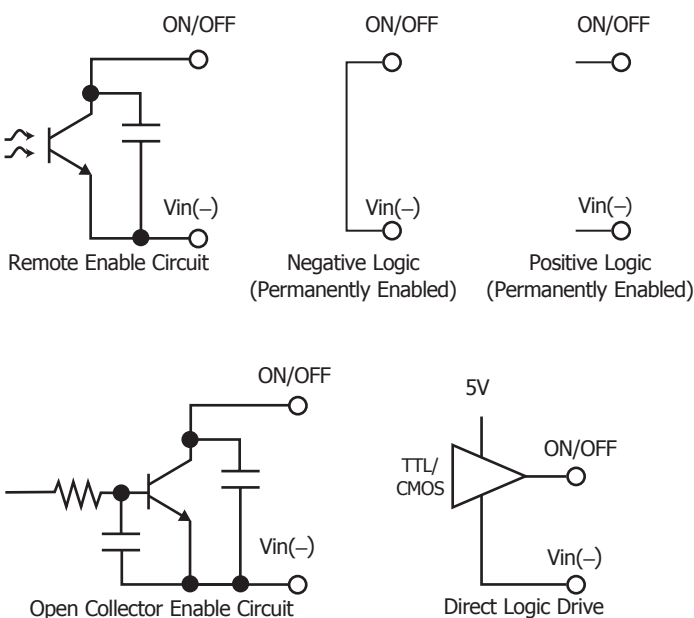 ON/OFF
Vin(−)
Remote Enable Circuit
ON/OFF
Vin(−)
Negative Logic
(Permanently Enabled)
ON/OFF
Vin(−)
Positive Logic
(Permanently Enabled)
ON/OFF
Vin(−)
Open Collector Enable Circuit
5V
TTL/
CMOS
ON/OFF
Vin(−)
Direct Logic Drive